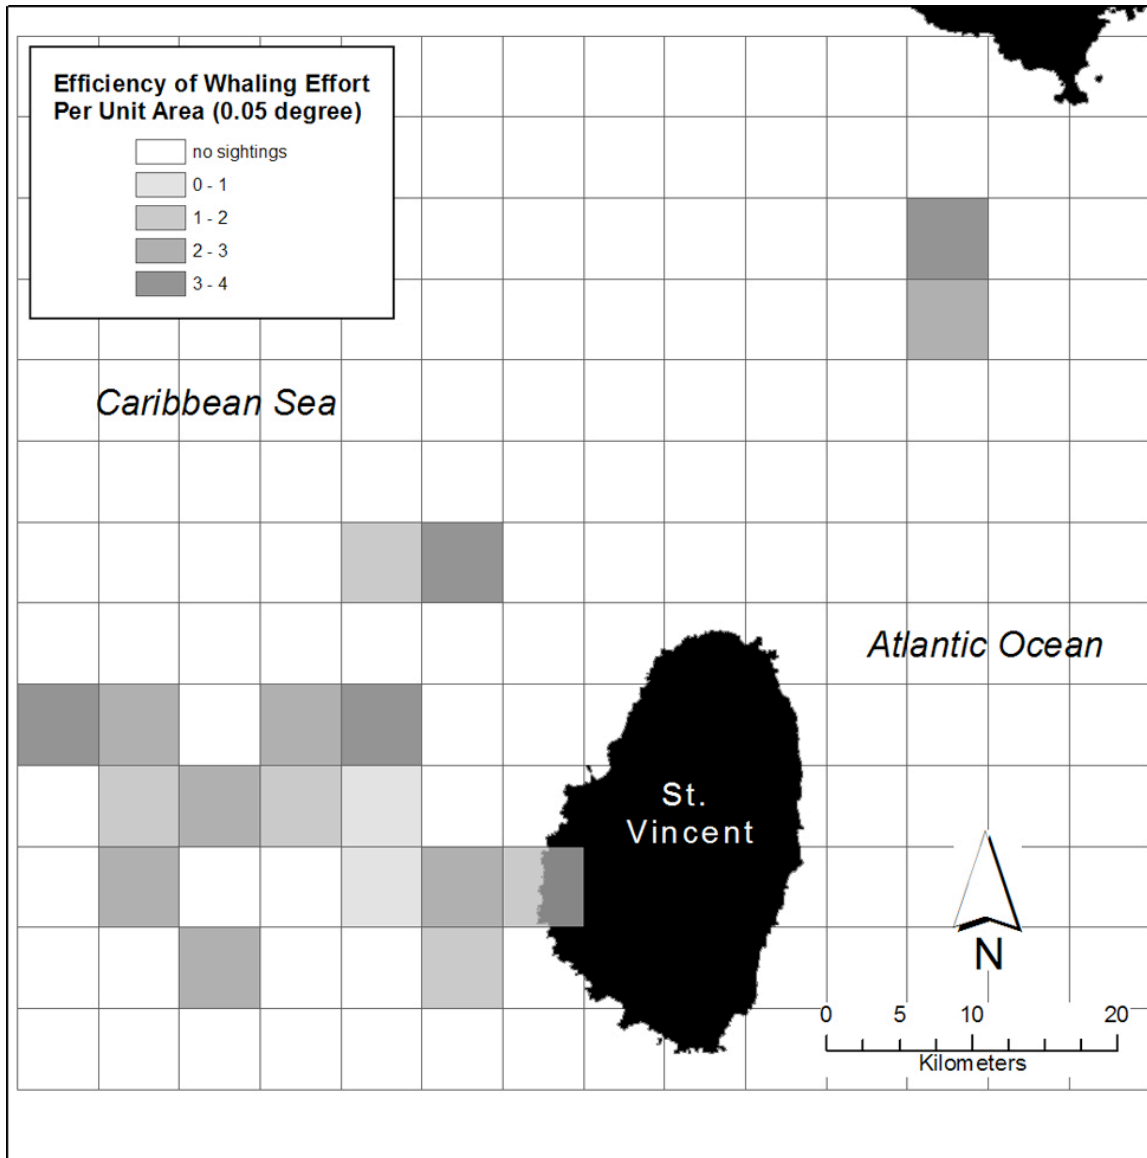 Efficiency of Whaling Effort
Per Unit Area (0.05 degree)
no sightings
0 - 1
1 - 2
2 - 3
3 - 4
Caribbean Sea
Atlantic Ocean
St.
Vincent
N
0 5 10 20
Kilometers